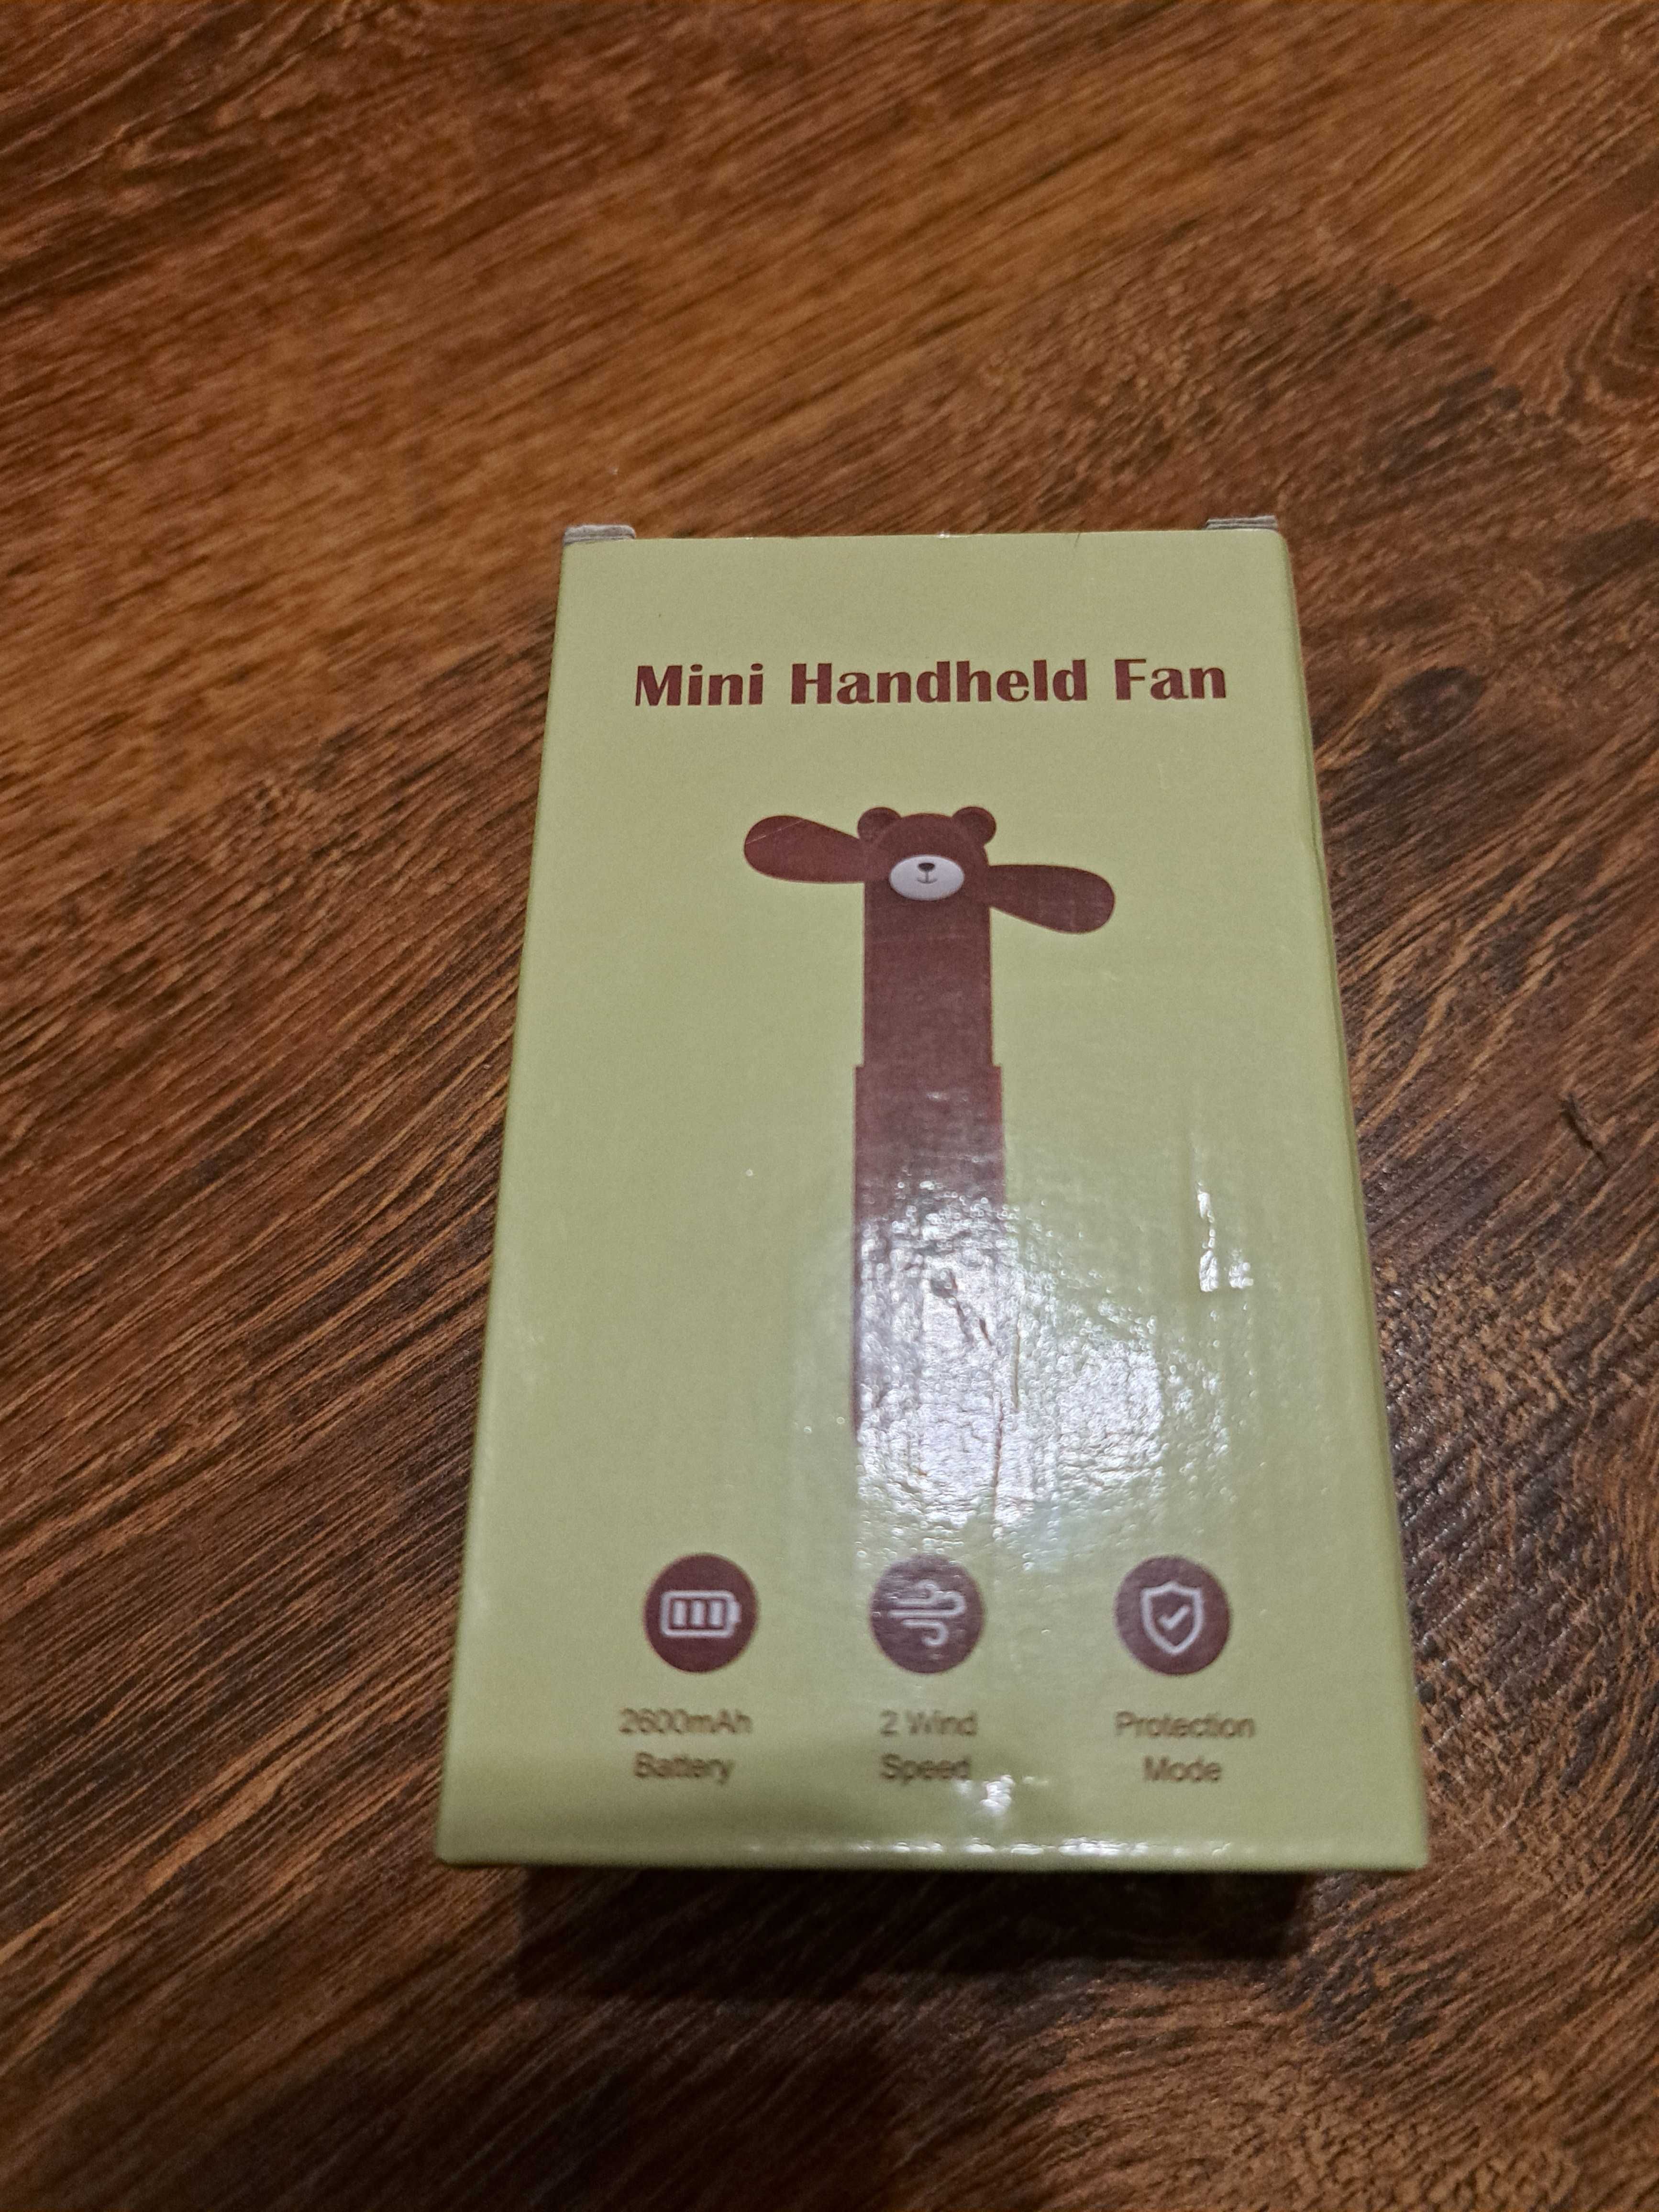 Mini Handheld Fan
2600mAh 2 Wind Protection
Battery Speed Mode